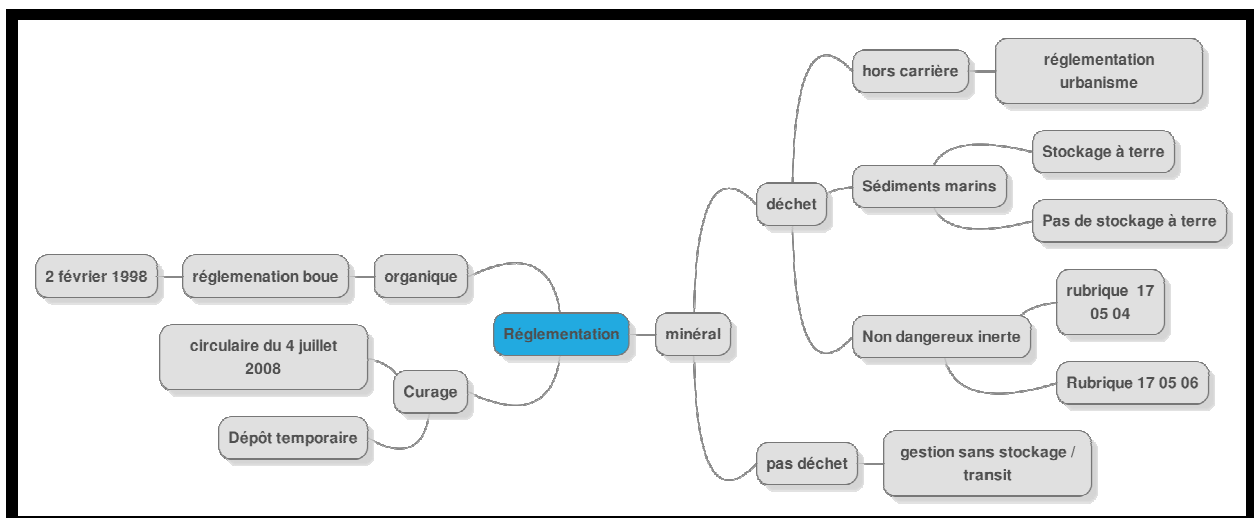 hors carrière
réglementation
urbanisme
Stockage à terre
Sédiments marins
déchet
Pas de stockage à terre
2 février 1998
réglemenation boue
organique
rubrique 17
05 04
Réglementation
minéral
Non dangereux inerte
circulaire du 4 juillet
2008
Curage
Rubrique 17 05 06
Dépôt temporaire
pas déchet
gestion sans stockage /
transit